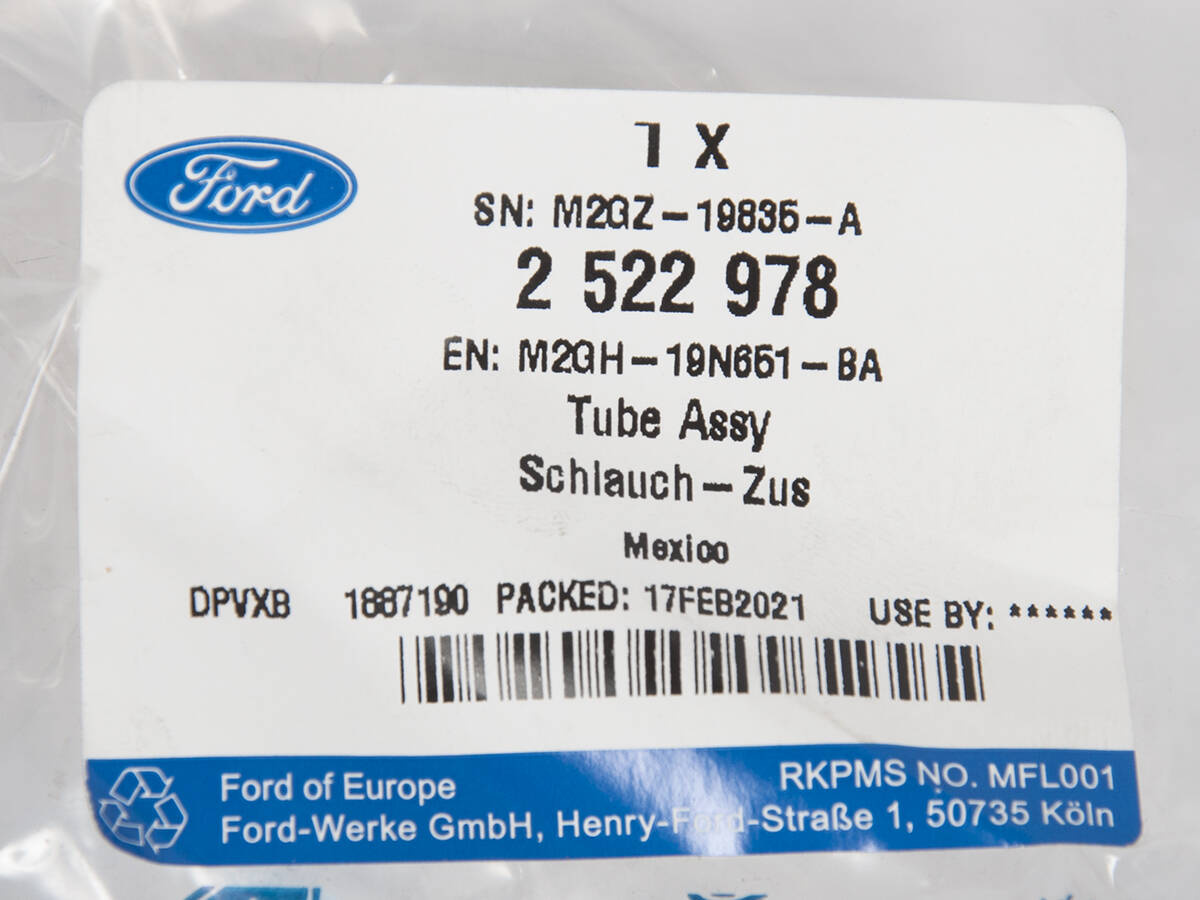 Ford
1 X
SN: M2GZ-19835-A
2 522 978
EN: M2GH-19N651-BA
Tube Assy
Schlauch-Zus
Mexico
DPVXB 1887190 PACKED: 17FEB2021 USE BY: ******
Ford of Europe RKPMS NO. MFL001
Ford-Werke GmbH, Henry-Ford-Straße 1, 50735 Köln